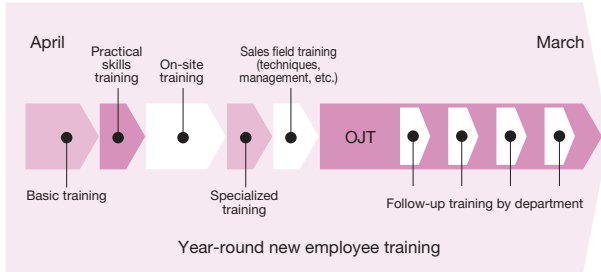 April
March
Practical
skills
training
On-site
training
Sales field training
(techniques,
management, etc.)
OJT
Basic training
Specialized
training
Follow-up training by department
Year-round new employee training